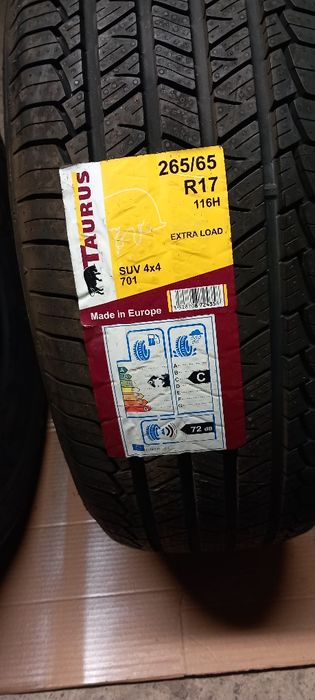 TAURUS
265/65
R17
116H
EXTRA LOAD
SUV 4x4
701
Made in Europe
A
B
C
D
E
F
C
72 dB